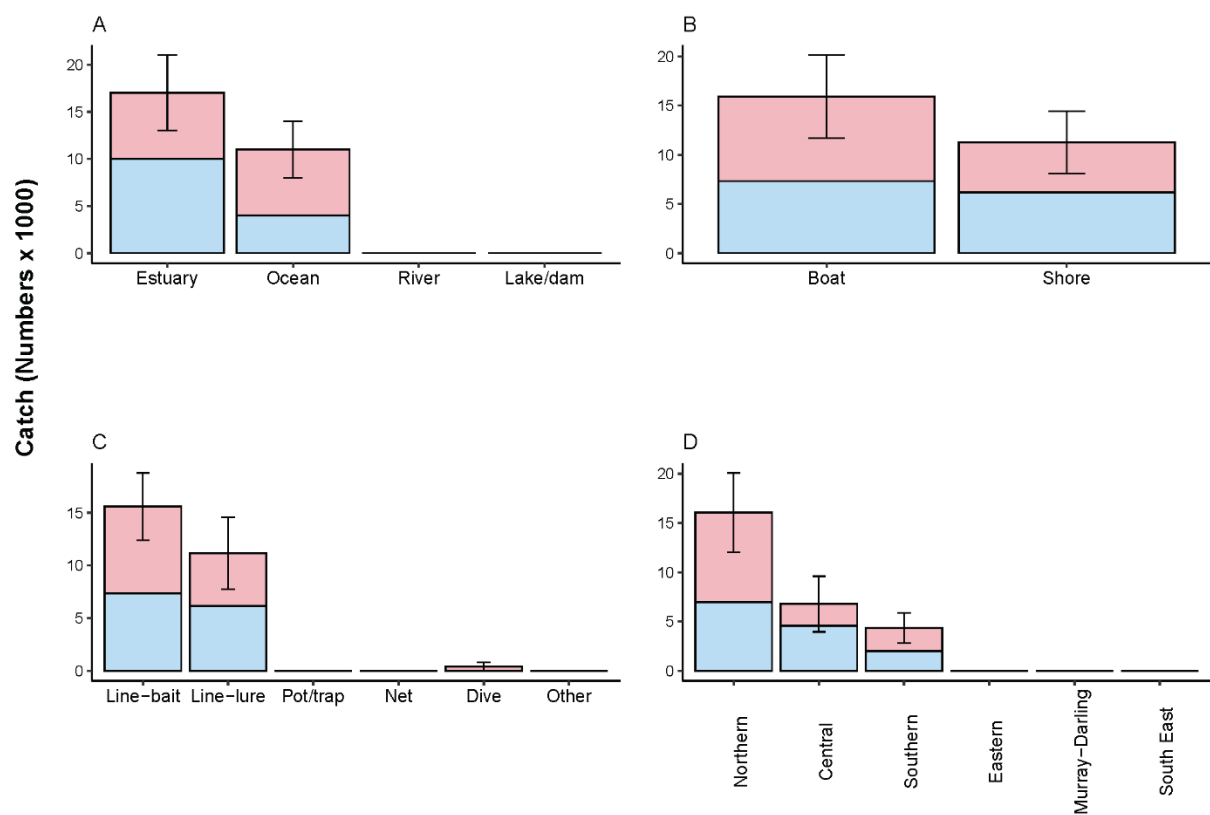 A
B
Catch (Numbers x 1000)
20
15
10
5
0
Estuary Ocean River Lake/dam
20
15
10
5
0
Boat Shore
C
D
15
10
5
0
Line−bait Line−lure Pot/trap Net Dive Other
20
15
10
5
0
Northern
Central
Southern
Eastern
Murray−Darling
South East